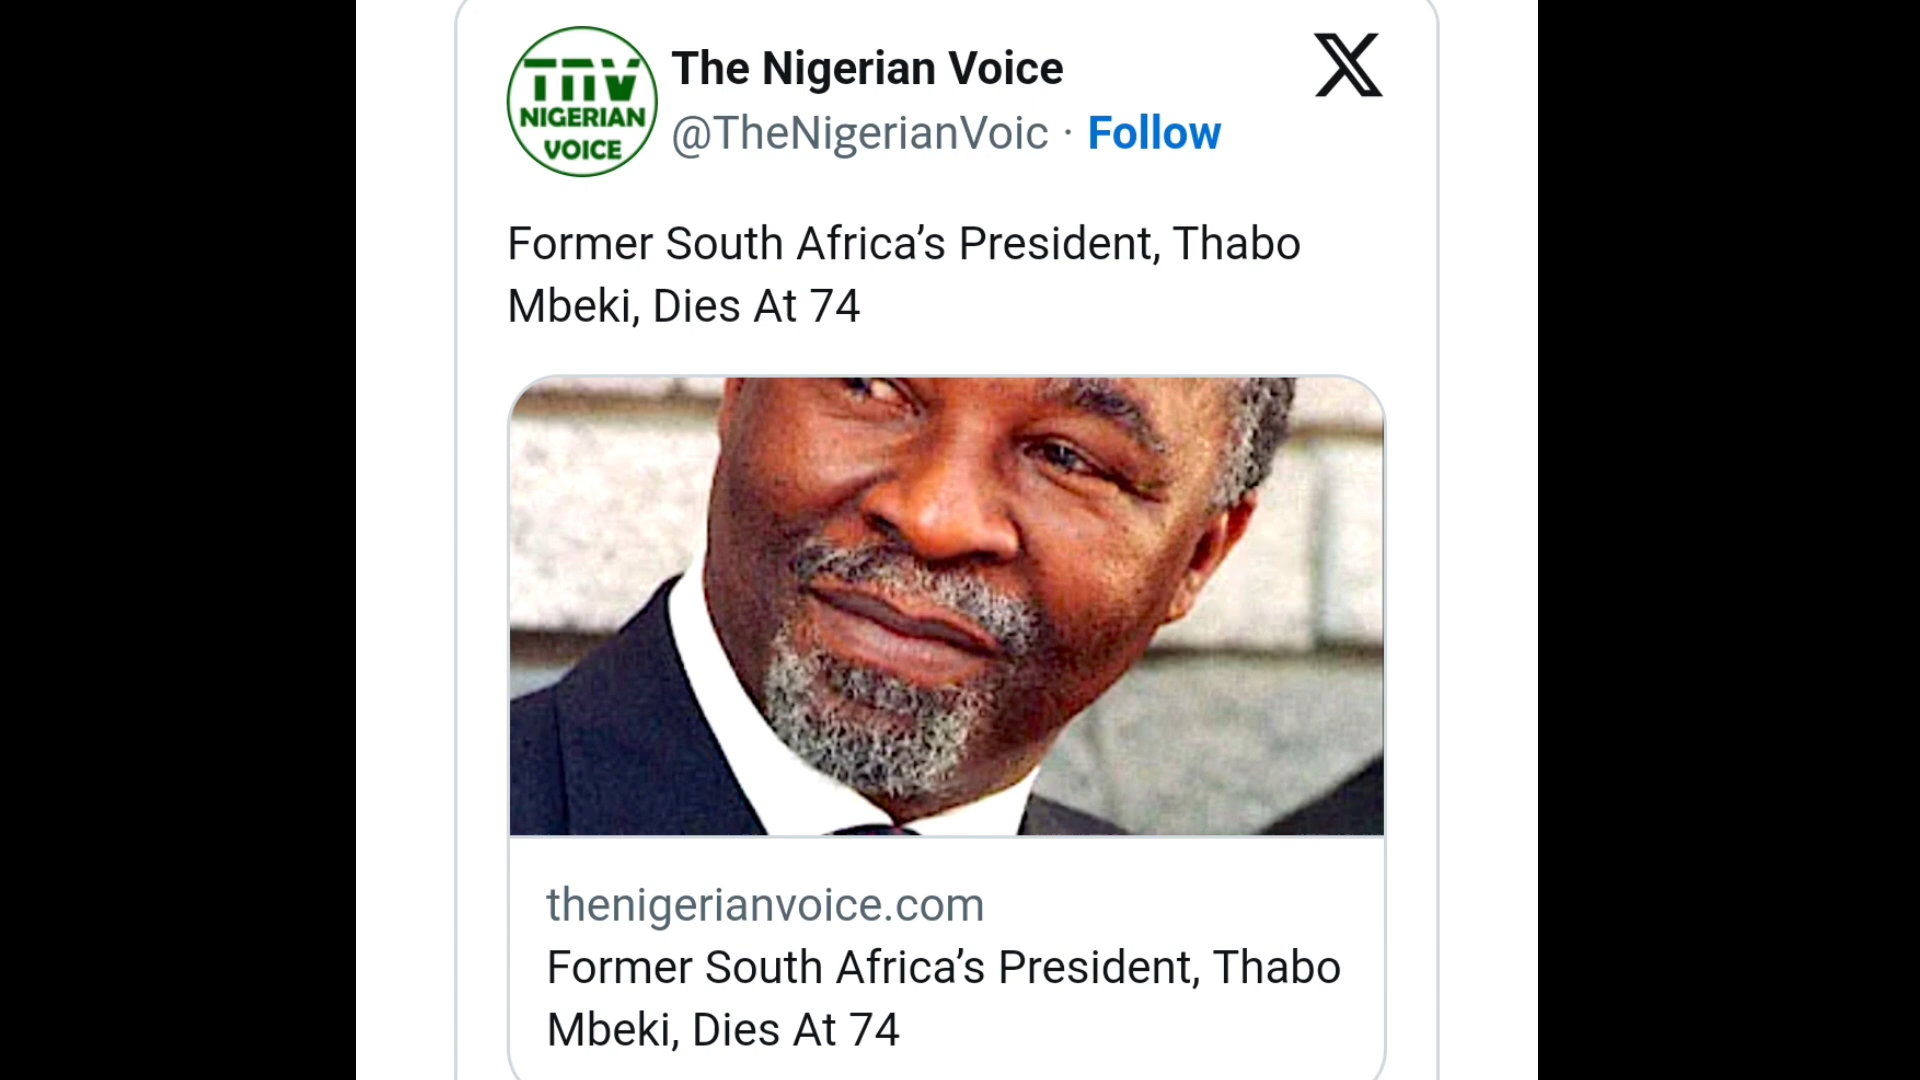 TNV
NIGERIAN
VOICE
The Nigerian Voice
@TheNigerianVoic · Follow
Former South Africa’s President, Thabo
Mbeki, Dies At 74
thenigerianvoice.com
Former South Africa’s President, Thabo
Mbeki, Dies At 74